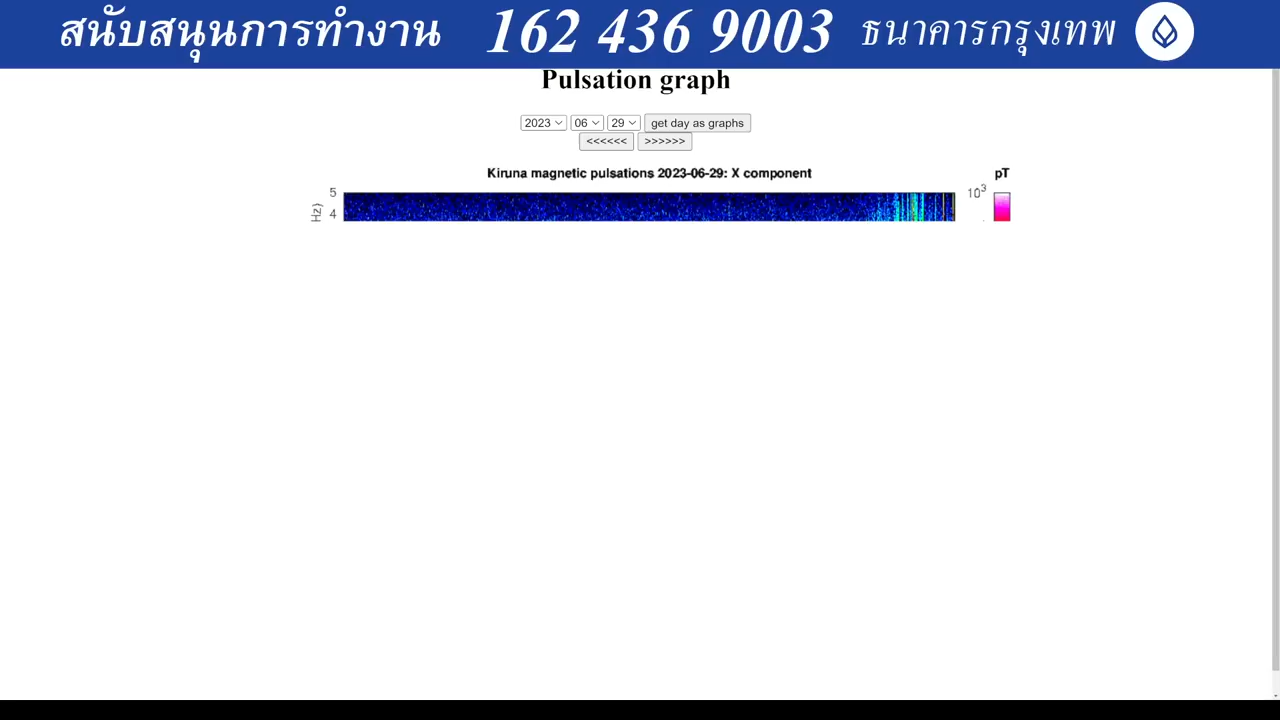 สนับสนุนการทำงาน 162 436 9003 ธนาคารกรุงเทพ
Pulsation graph
2023 06 29 get day as graphs
<<<<<< >>>>>>
Kiruna magnetic pulsations 2023-06-29: X component pT
5 10³
4
Hz)